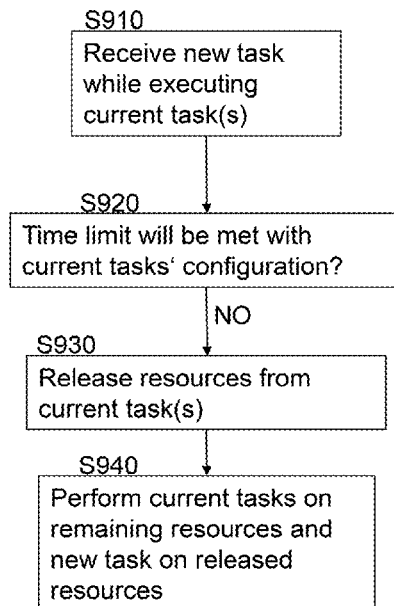 S910
Receive new task
while executing
current task(s)
S920
Time limit will be met with
current tasks‘ configuration?
NO
S930
Release resources from
current task(s)
S940
Perform current tasks on
remaining resources and
new task on released
resources